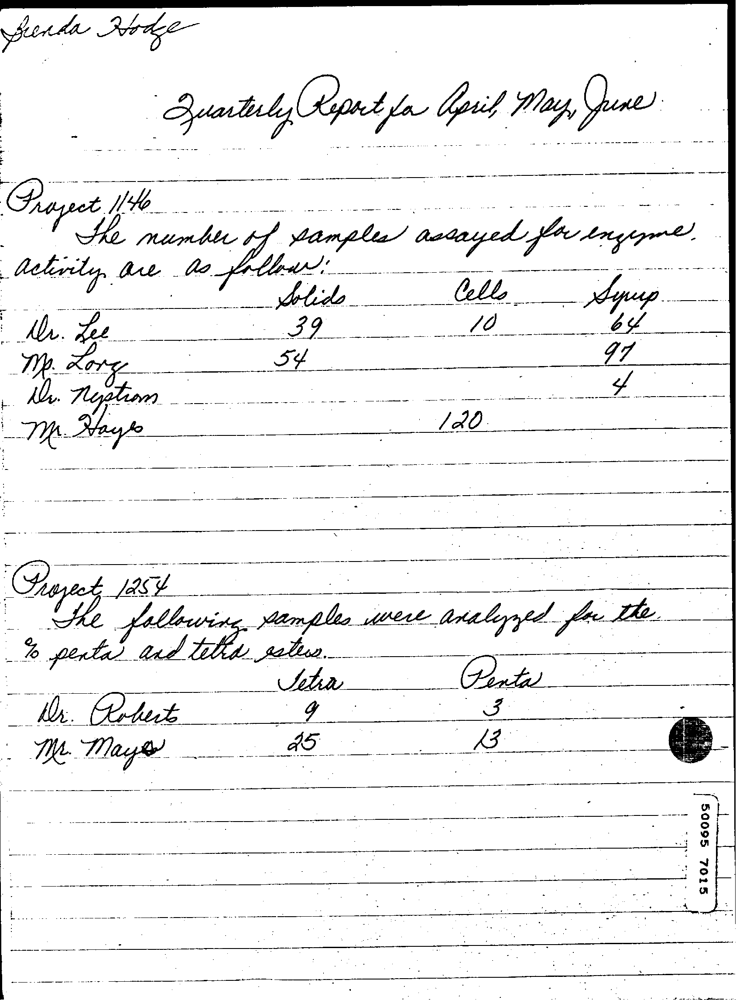 Brenda Hodge
Quarterly Report for April, May, June
Project 1146
The number of samples assayed for enzyme
activity are as follows:
Solids Cells Syrup
Dr. Lee 39 10 64
Mr. Long 54 97
Dr. Nystrom 4
Mr. Hayes 120
Project 1254
The following samples were analyzed for the
% penta and tetra esters.
Tetra Penta
Dr. Roberts 9 3
Mr. Mays 25 13
50095 7015